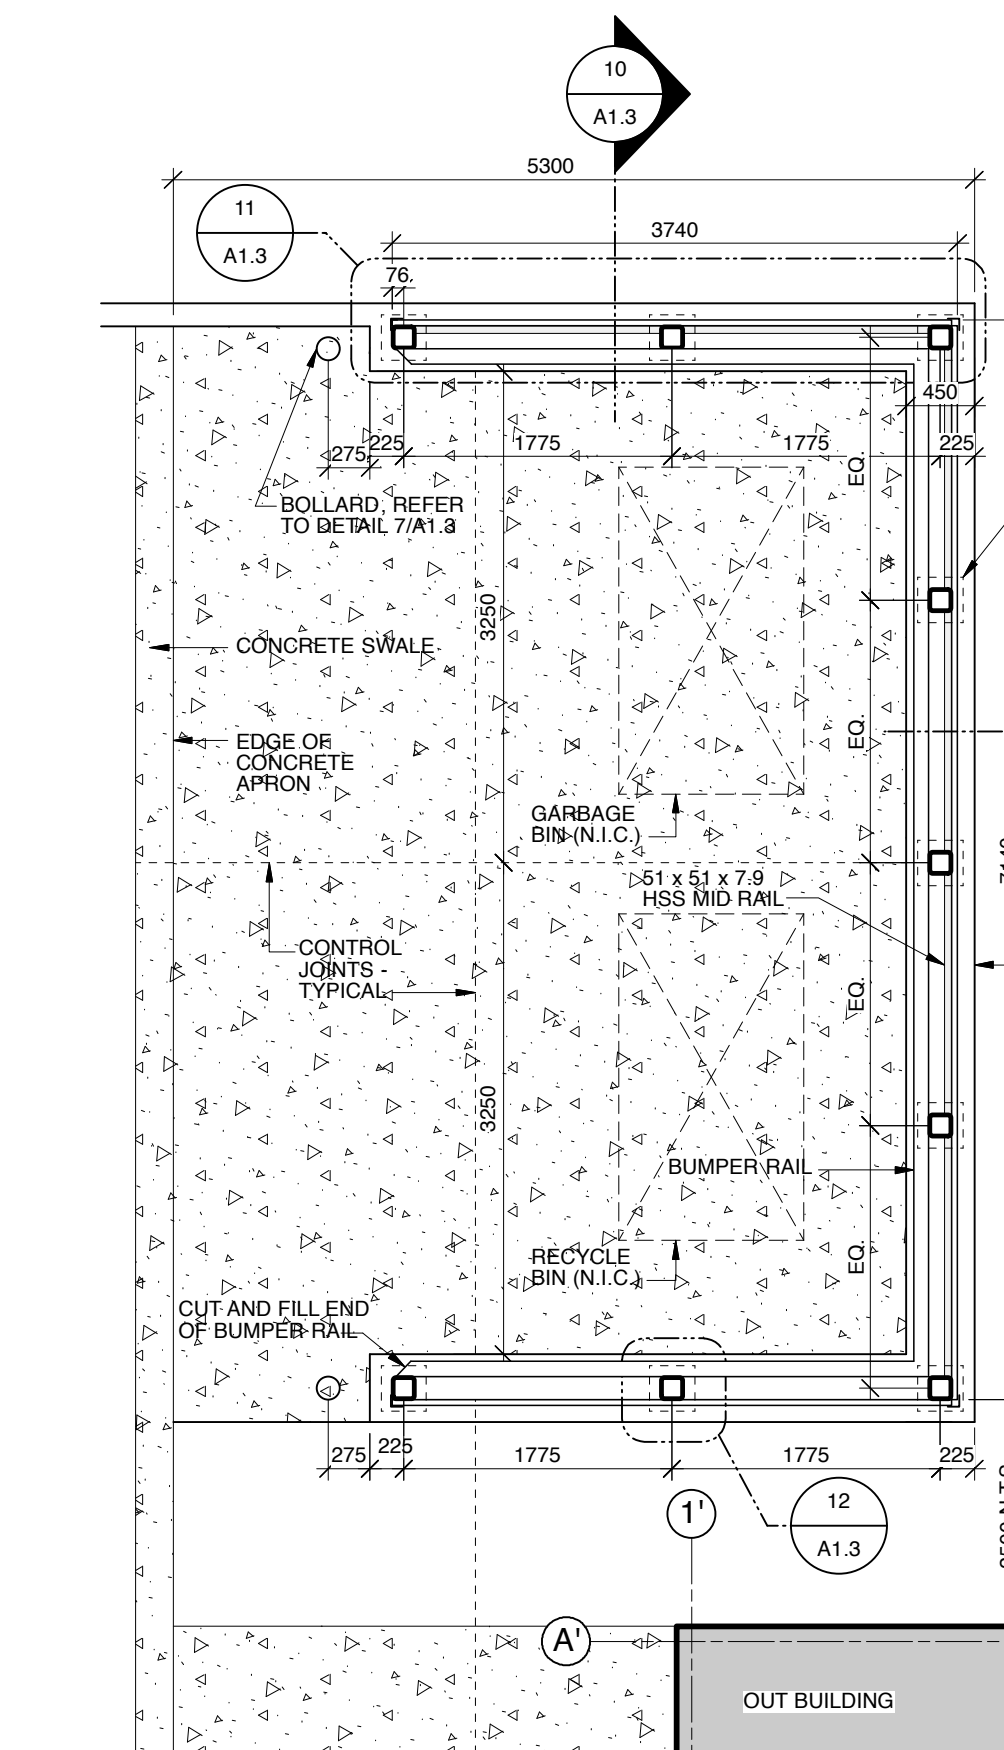 10
A1.3
5300
11
A1.3
3740
76
450
225
1775
1775
225
275
EQ.
BOLLARD, REFER
TO DETAIL 7/A1.3
3250
CONCRETE SWALE
EDGE OF
CONCRETE
APRON
EQ.
GARBAGE
BIN (N.I.C.)
51 x 51 x 7.9
HSS MID RAIL
CONTROL
JOINTS -
TYPICAL
EQ.
3250
BUMPER RAIL
RECYCLE
BIN (N.I.C.)
EQ.
CUT AND FILL END
OF BUMPER RAIL
275
225
1775
1775
225
1'
12
A1.3
A'
OUT BUILDING